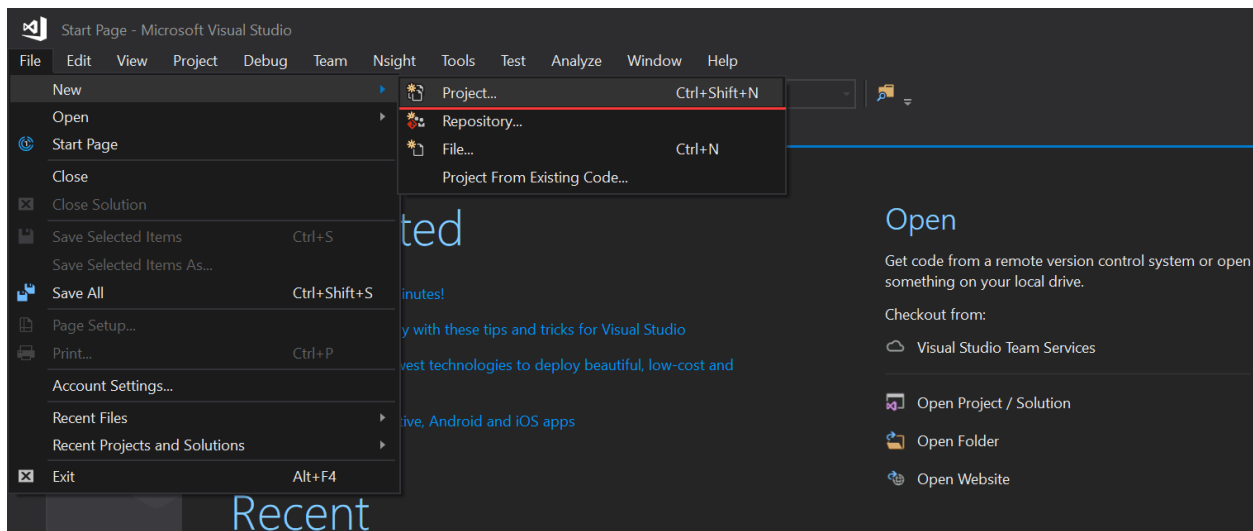 Start Page - Microsoft Visual Studio
File Edit View Project Debug Team Nsight Tools Test Analyze Window Help
New
Open
Start Page
Close
Close Solution
Save Selected Items Ctrl+S
Save Selected Items As...
Save All Ctrl+Shift+S
Page Setup...
Print... Ctrl+P
Account Settings...
Recent Files
Recent Projects and Solutions
Exit Alt+F4
Project... Ctrl+Shift+N
Repository...
File... Ctrl+N
Project From Existing Code...
ted
inutes!
y with these tips and tricks for Visual Studio
west technologies to deploy beautiful, low-cost and
tive, Android and iOS apps
Recent
Open
Get code from a remote version control system or open
something on your local drive.
Checkout from:
Visual Studio Team Services
Open Project / Solution
Open Folder
Open Website